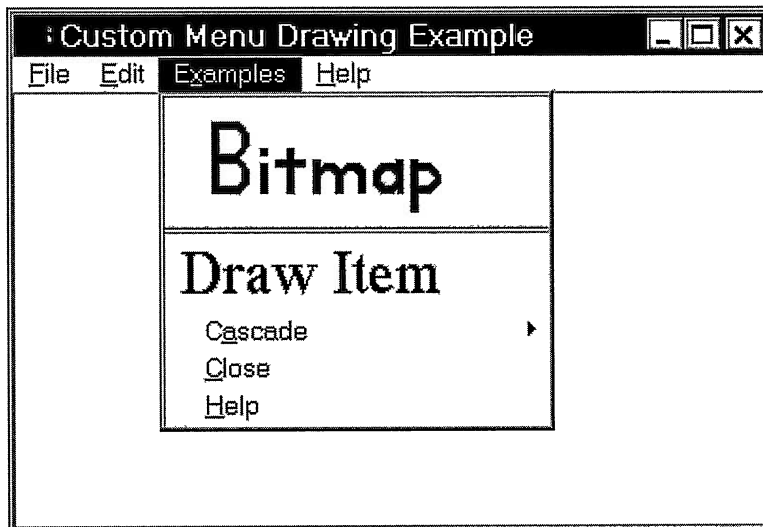 Custom Menu Drawing Example
File Edit Examples Help
Bitmap
Draw Item
Cascade
Close
Help